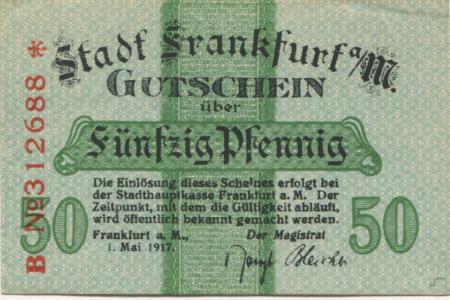 Stadt Frankfurt a/M.
GUTSCHEIN
über
Fünfzig Pfennig
Die Einlösung dieses Scheines erfolgt bei
der Stadthauptkasse Frankfurt a. M. Der
Zeitpunkt, mit dem die Gültigkeit abläuft,
wird öffentlich bekannt gemacht werden.
Frankfurt a. M., Der Magistrat
1. Mai 1917.
50 50
B No 312688 *
5